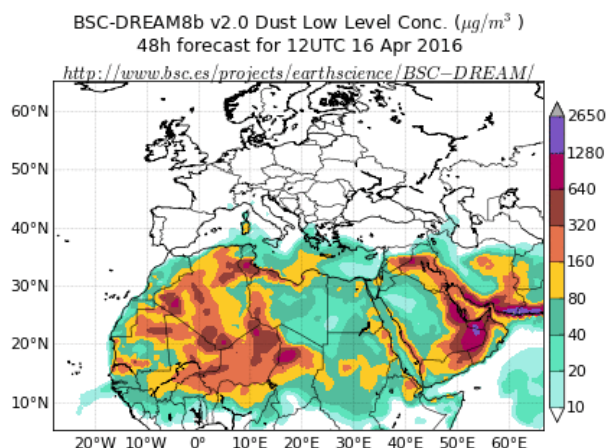 BSC-DREAM8b v2.0 Dust Low Level Conc. (μg/m³ )
48h forecast for 12UTC 16 Apr 2016
http://www.bsc.es/projects/earthscience/BSC−DREAM/
60°N
50°N
40°N
30°N
20°N
10°N
20°W 10°W 0° 10°E 20°E 30°E 40°E 50°E 60°E
2650
1280
640
320
160
80
40
20
10